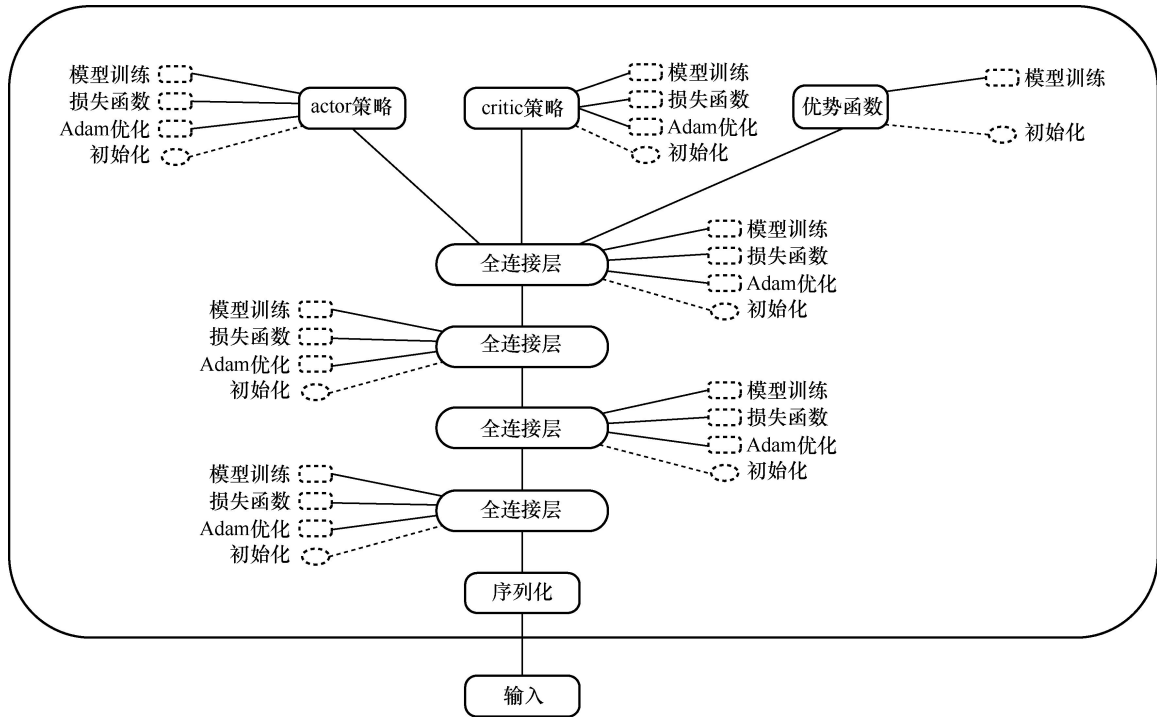 模型训练
损失函数
Adam优化
初始化
actor策略
critic策略
模型训练
损失函数
Adam优化
初始化
优势函数
模型训练
初始化
全连接层
模型训练
损失函数
Adam优化
初始化
模型训练
损失函数
Adam优化
初始化
全连接层
全连接层
模型训练
损失函数
Adam优化
初始化
模型训练
损失函数
Adam优化
初始化
全连接层
序列化
输入